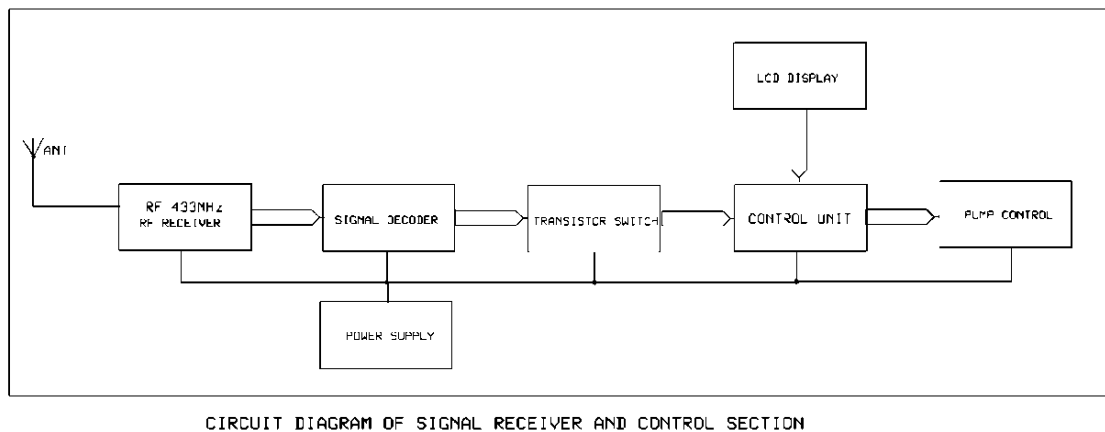 LCD DISPLAY
ANT
RF 433MHz
RF RECEIVER
SIGNAL DECODER
TRANSISTOR SWITCH
CONTROL UNIT
PUMP CONTROL
POWER SUPPLY
CIRCUIT DIAGRAM OF SIGNAL RECEIVER AND CONTROL SECTION